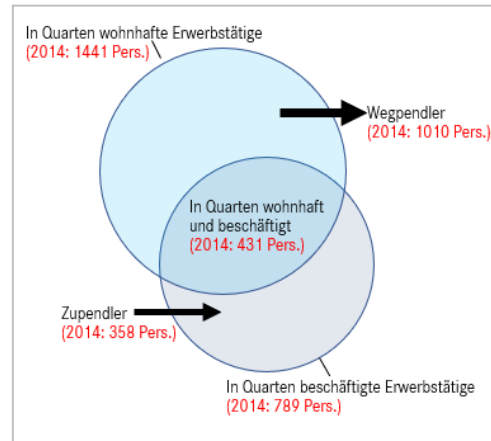 In Quarten wohnhafte Erwerbstätige
(2014: 1441 Pers.)
Wegpendler
(2014: 1010 Pers.)
In Quarten wohnhaft
und beschäftigt
(2014: 431 Pers.)
Zupendler
(2014: 358 Pers.)
In Quarten beschäftigte Erwerbstätige
(2014: 789 Pers.)